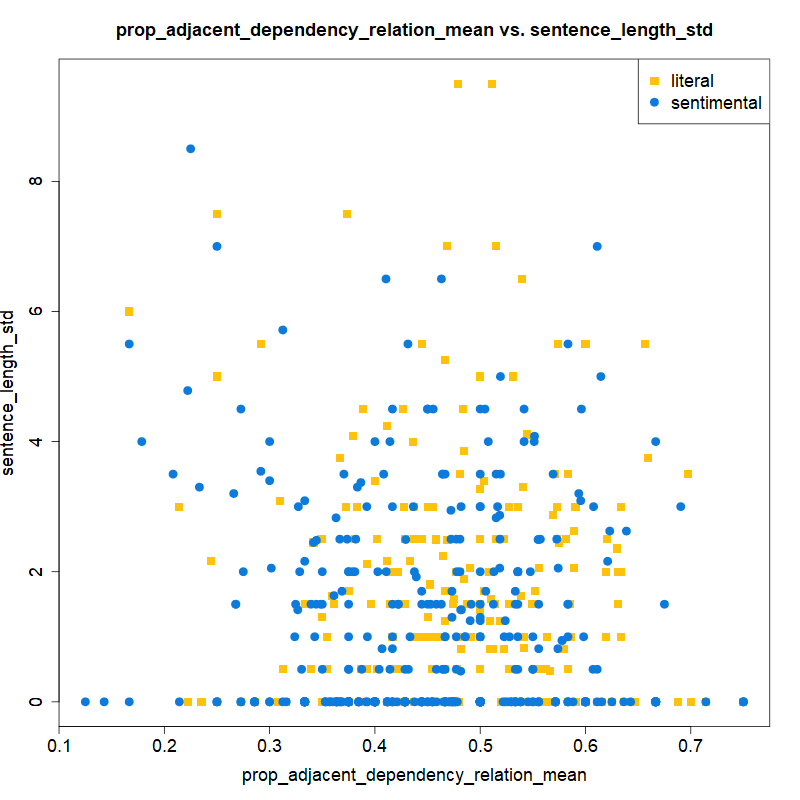 prop_adjacent_dependency_relation_mean vs. sentence_length_std
literal
sentimental
sentence_length_std
8
6
4
2
0
0.1 0.2 0.3 0.4 0.5 0.6 0.7
prop_adjacent_dependency_relation_mean